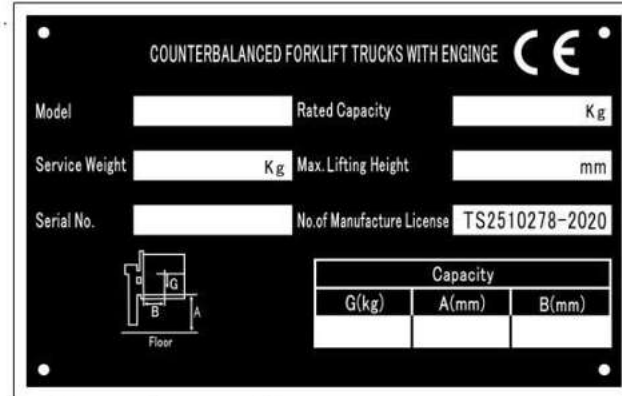 COUNTERBALANCED FORKLIFT TRUCKS WITH ENGINGE CE
Model Rated Capacity Kg
Service Weight Kg Max. Lifting Height mm
Serial No. No.of Manufacture License TS2510278-2020
G
B A
Floor
Capacity
G(kg) A(mm) B(mm)